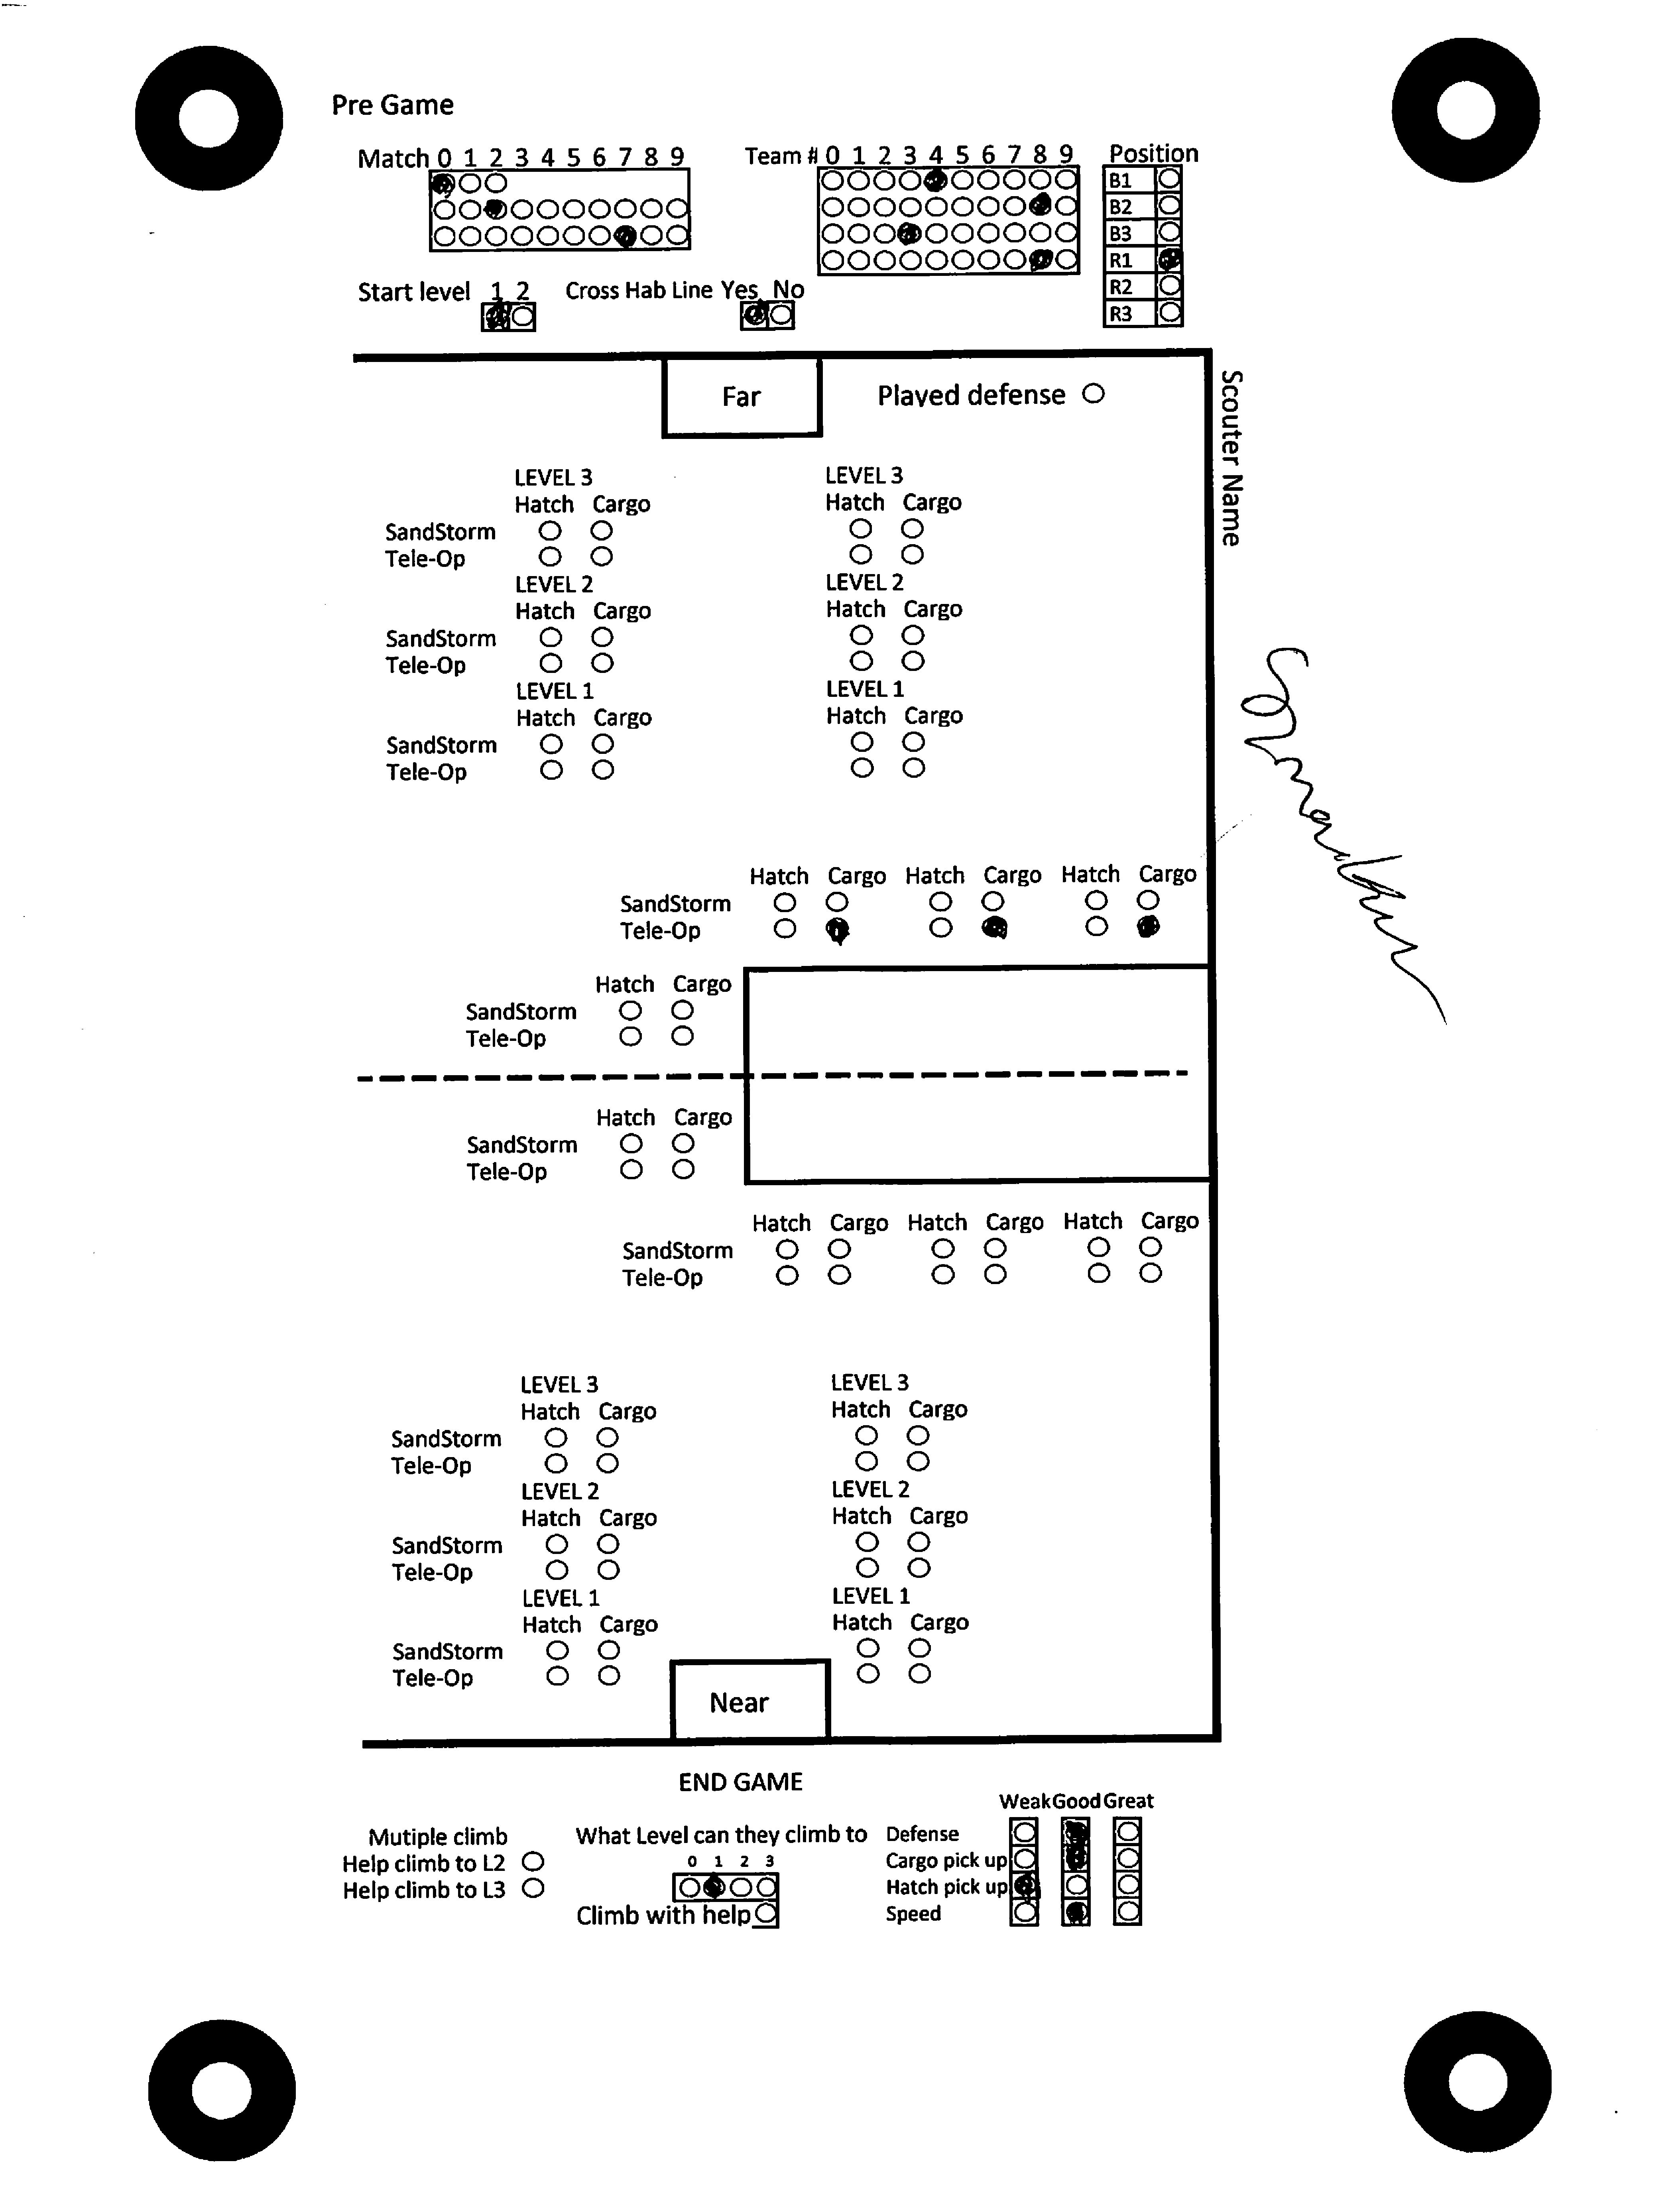 Pre Game
Match 0 1 2 3 4 5 6 7 8 9
Team # 0 1 2 3 4 5 6 7 8 9
Position
B1
B2
B3
R1
R2
R3
Start level 1 2
Cross Hab Line Yes No
Far
Played defense
Scouter Name
LEVEL 3 LEVEL 3
Hatch Cargo Hatch Cargo
SandStorm
Tele-Op
LEVEL 2 LEVEL 2
Hatch Cargo Hatch Cargo
SandStorm
Tele-Op
LEVEL 1 LEVEL 1
Hatch Cargo Hatch Cargo
SandStorm
Tele-Op
Hatch Cargo Hatch Cargo Hatch Cargo
SandStorm
Tele-Op
Hatch Cargo
SandStorm
Tele-Op
Hatch Cargo
SandStorm
Tele-Op
Hatch Cargo Hatch Cargo Hatch Cargo
SandStorm
Tele-Op
LEVEL 3 LEVEL 3
Hatch Cargo Hatch Cargo
SandStorm
Tele-Op
LEVEL 2 LEVEL 2
Hatch Cargo Hatch Cargo
SandStorm
Tele-Op
LEVEL 1 LEVEL 1
Hatch Cargo Hatch Cargo
SandStorm
Tele-Op
Near
END GAME
Mutiple climb
Help climb to L2
Help climb to L3
What Level can they climb to
0 1 2 3
Climb with help
Weak Good Great
Defense
Cargo pick up
Hatch pick up
Speed